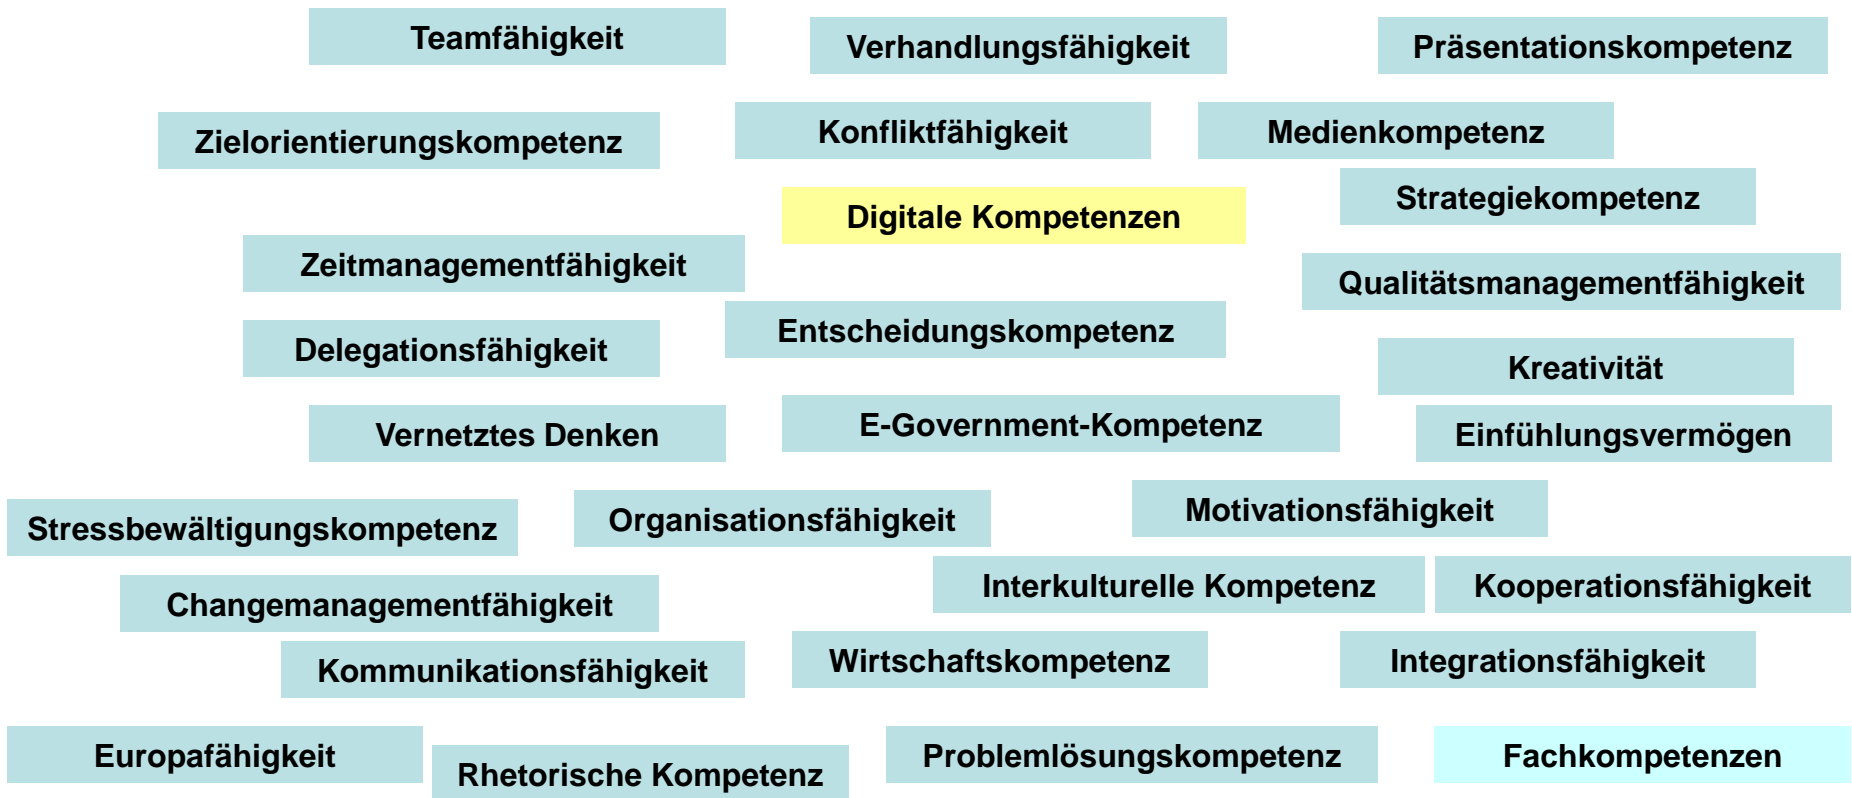 Teamfähigkeit
Verhandlungsfähigkeit
Präsentationskompetenz
Zielorientierungskompetenz
Konfliktfähigkeit
Medienkompetenz
Strategiekompetenz
Digitale Kompetenzen
Zeitmanagementfähigkeit
Qualitätsmanagementfähigkeit
Entscheidungskompetenz
Delegationsfähigkeit
Kreativität
Vernetztes Denken
E-Government-Kompetenz
Einfühlungsvermögen
Stressbewältigungskompetenz
Organisationsfähigkeit
Motivationsfähigkeit
Interkulturelle Kompetenz
Kooperationsfähigkeit
Changemanagementfähigkeit
Kommunikationsfähigkeit
Wirtschaftskompetenz
Integrationsfähigkeit
Europafähigkeit
Rhetorische Kompetenz
Problemlösungskompetenz
Fachkompetenzen